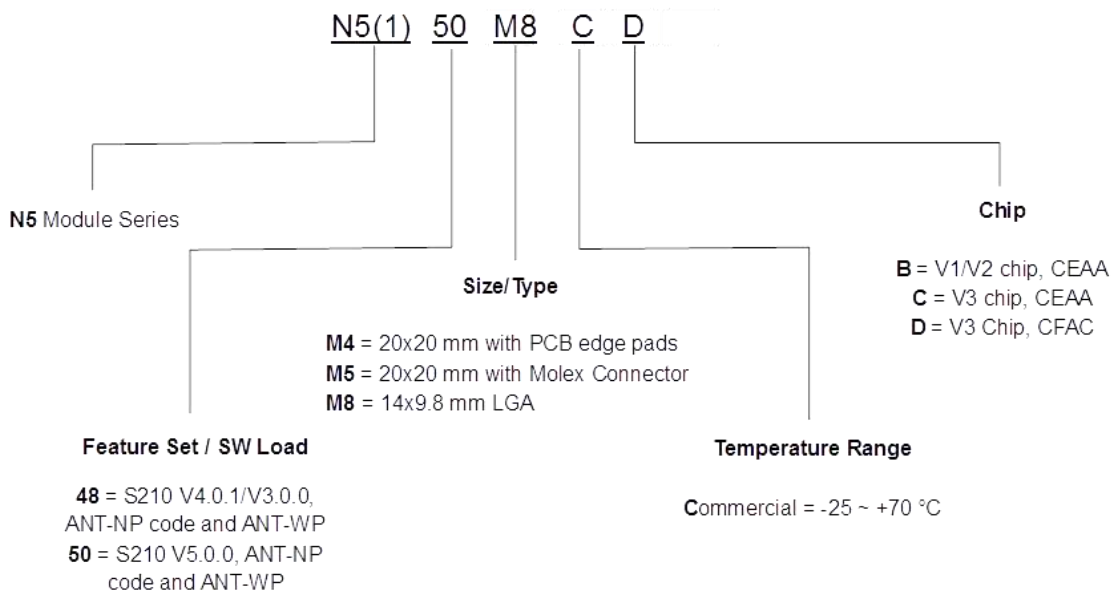 N5(1) 50 M8 C D
N5 Module Series
Chip
B = V1/V2 chip, CEAA
C = V3 chip, CEAA
D = V3 Chip, CFAC
Size/Type
M4 = 20x20 mm with PCB edge pads
M5 = 20x20 mm with Molex Connector
M8 = 14x9.8 mm LGA
Feature Set / SW Load
48 = S210 V4.0.1/V3.0.0,
ANT-NP code and ANT-WP
50 = S210 V5.0.0, ANT-NP
code and ANT-WP
Temperature Range
Commercial = -25 ~ +70 °C